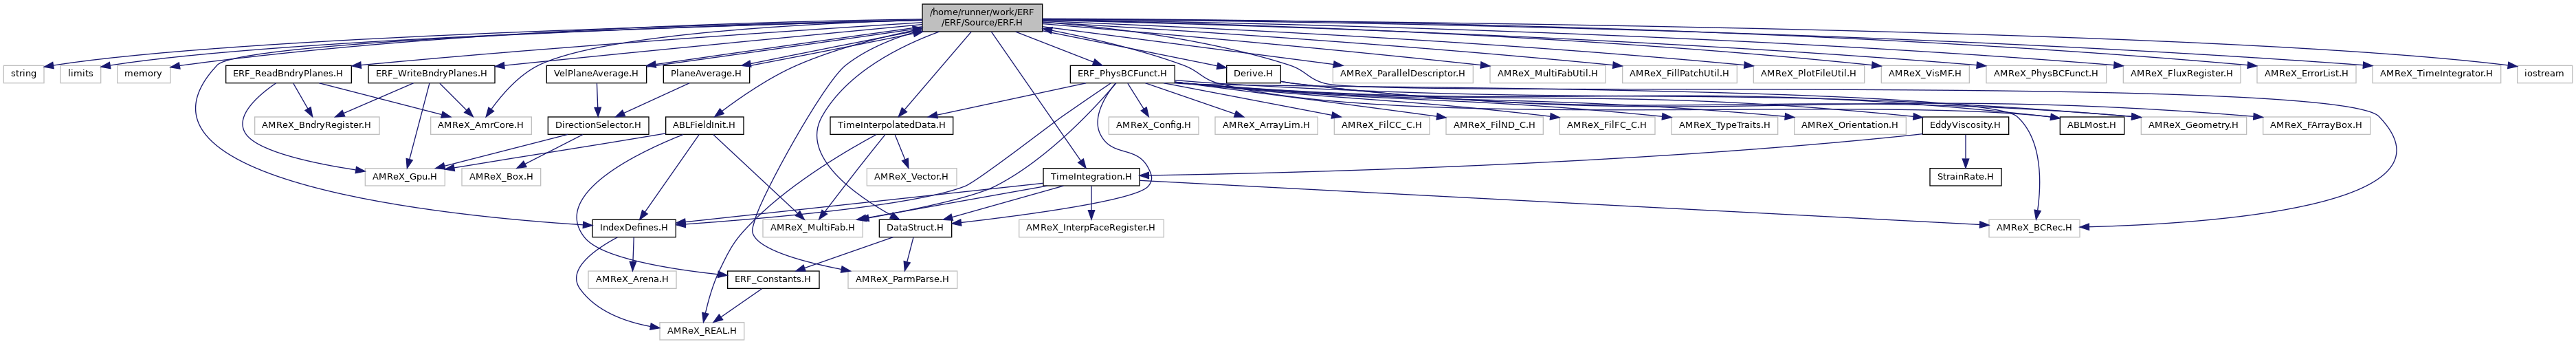 /home/runner/work/ERF
/ERF/Source/ERF.H
string
limits
memory
ERF_ReadBndryPlanes.H
ERF_WriteBndryPlanes.H
VelPlaneAverage.H
PlaneAverage.H
ERF_PhysBCFunct.H
Derive.H
AMReX_ParallelDescriptor.H
AMReX_MultiFabUtil.H
AMReX_FillPatchUtil.H
AMReX_PlotFileUtil.H
AMReX_VisMF.H
AMReX_PhysBCFunct.H
AMReX_FluxRegister.H
AMReX_ErrorList.H
AMReX_TimeIntegrator.H
iostream
AMReX_BndryRegister.H
AMReX_AmrCore.H
DirectionSelector.H
ABLFieldInit.H
TimeInterpolatedData.H
AMReX_Config.H
AMReX_ArrayLim.H
AMReX_FilCC_C.H
AMReX_FilND_C.H
AMReX_FilFC_C.H
AMReX_TypeTraits.H
AMReX_Orientation.H
EddyViscosity.H
ABLMost.H
AMReX_Geometry.H
AMReX_FArrayBox.H
AMReX_Gpu.H
AMReX_Box.H
AMReX_Vector.H
TimeIntegration.H
StrainRate.H
IndexDefines.H
AMReX_MultiFab.H
DataStruct.H
AMReX_InterpFaceRegister.H
AMReX_BCRec.H
AMReX_Arena.H
ERF_Constants.H
AMReX_ParmParse.H
AMReX_REAL.H